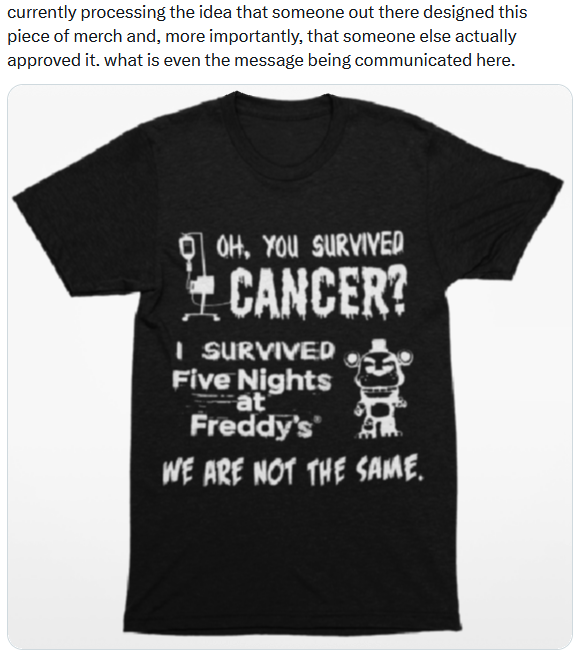 currently processing the idea that someone out there designed this
piece of merch and, more importantly, that someone else actually
approved it. what is even the message being communicated here.
OH, YOU SURVIVED
CANCER?
I SURVIVED
Five Nights
at
Freddy's®
WE ARE NOT THE SAME.